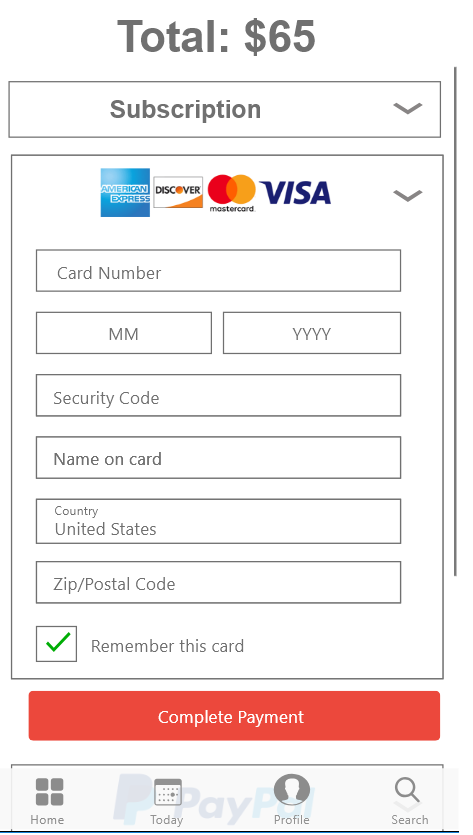 Total: $65
Subscription
AMERICAN EXPRESS DISCOVER mastercard. VISA
Card Number
MM YYYY
Security Code
Name on card
Country
United States
Zip/Postal Code
Remember this card
Complete Payment
PayPal
Home Today Profile Search